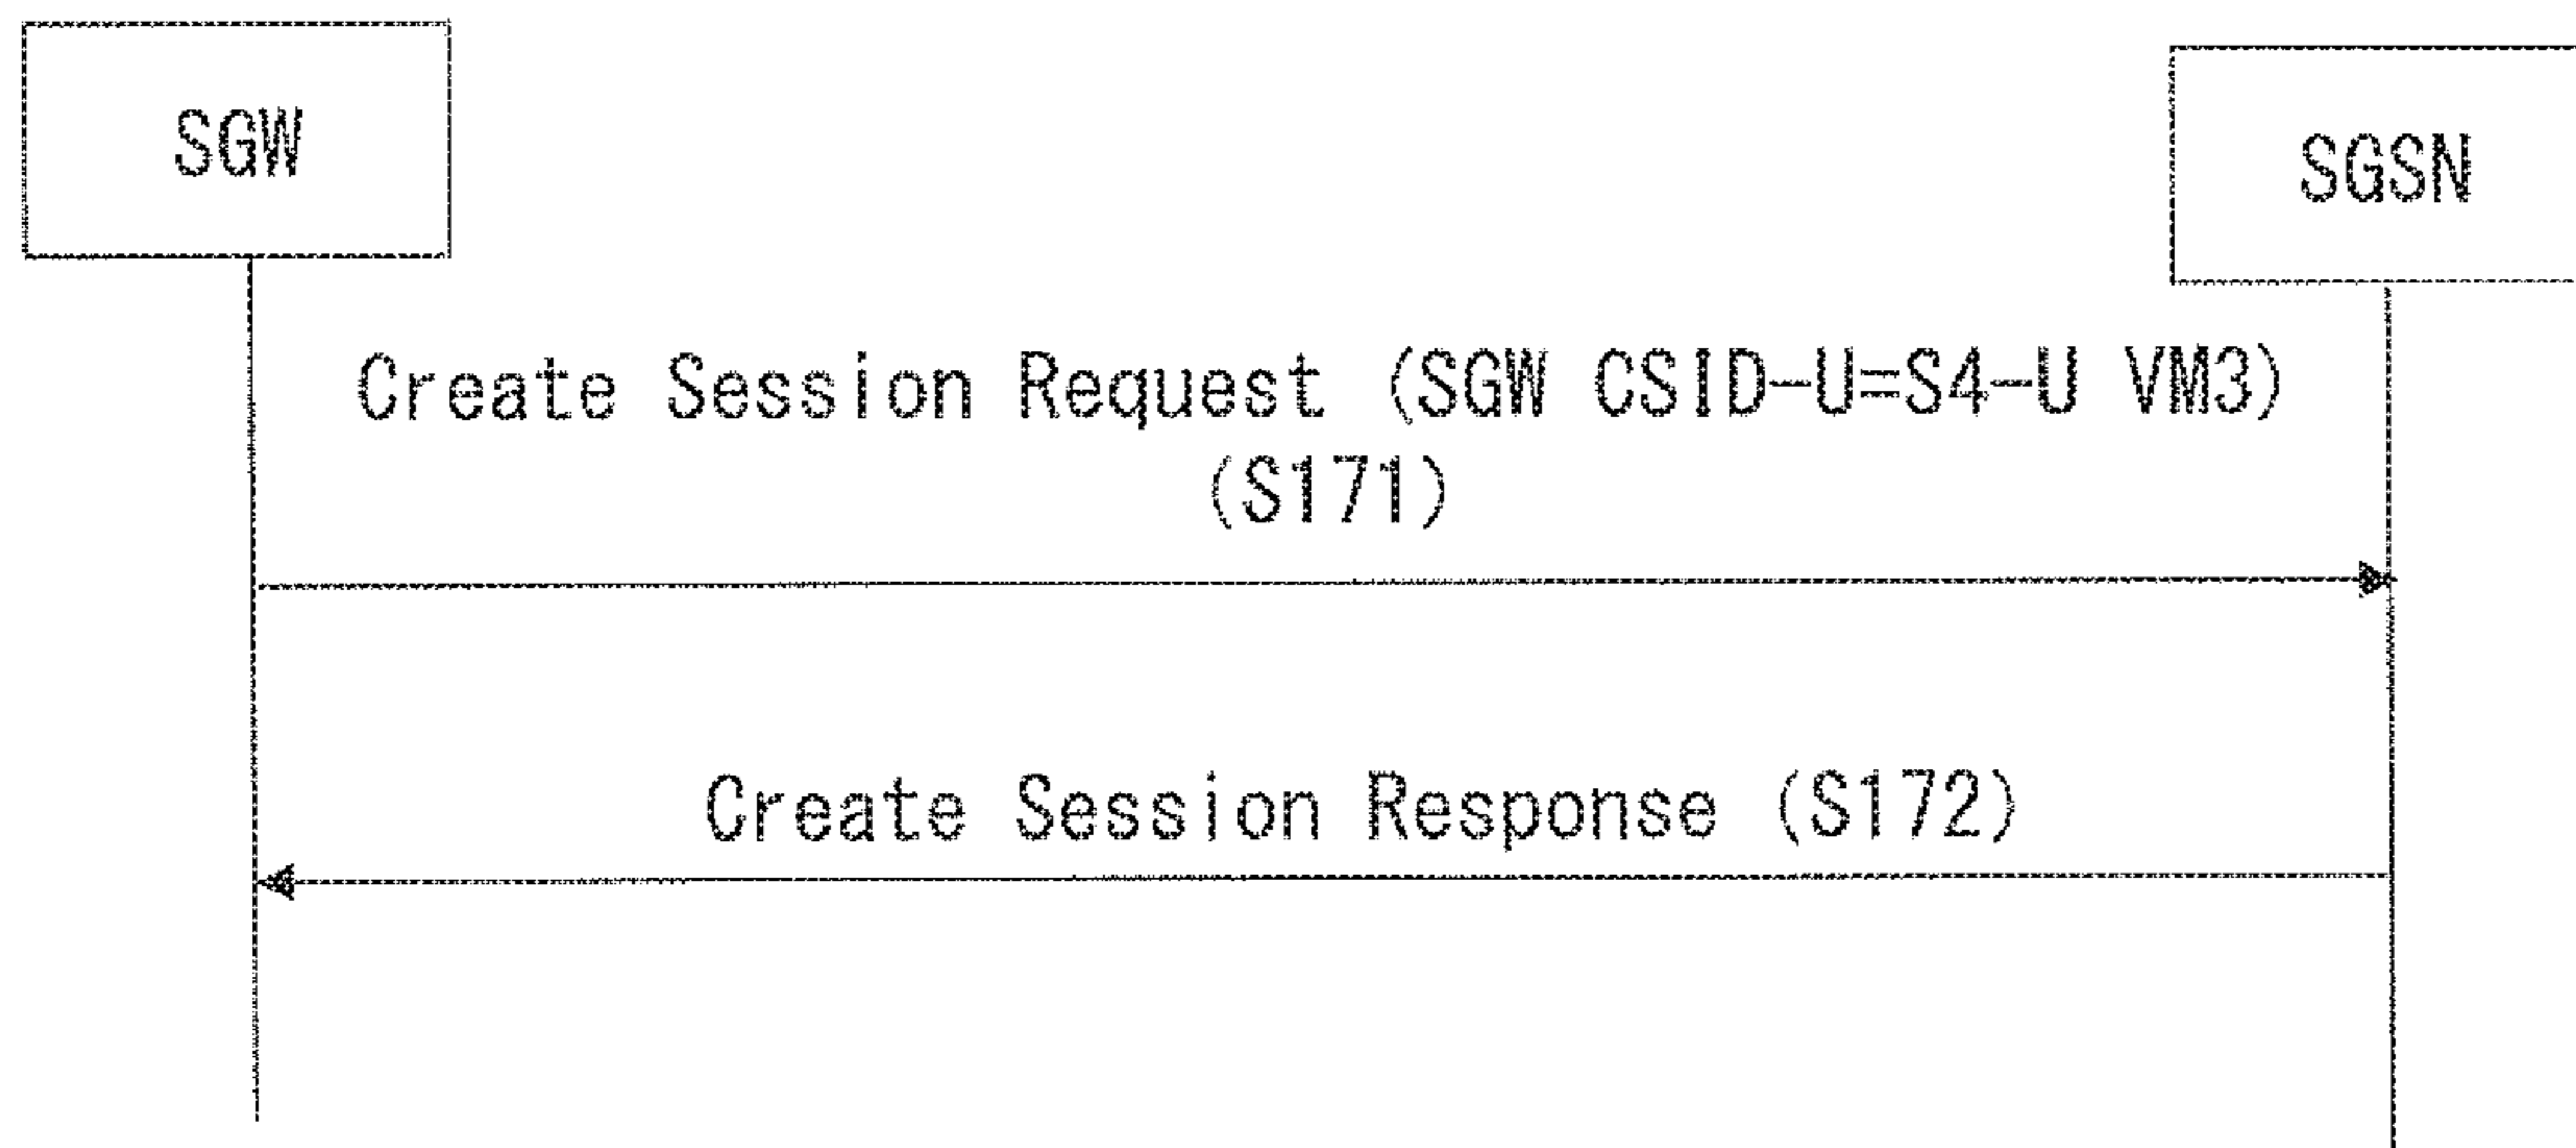 SGW
SGSN
Create Session Request (SGW CSID-U=S4-U VM3)
(S171)
Create Session Response (S172)